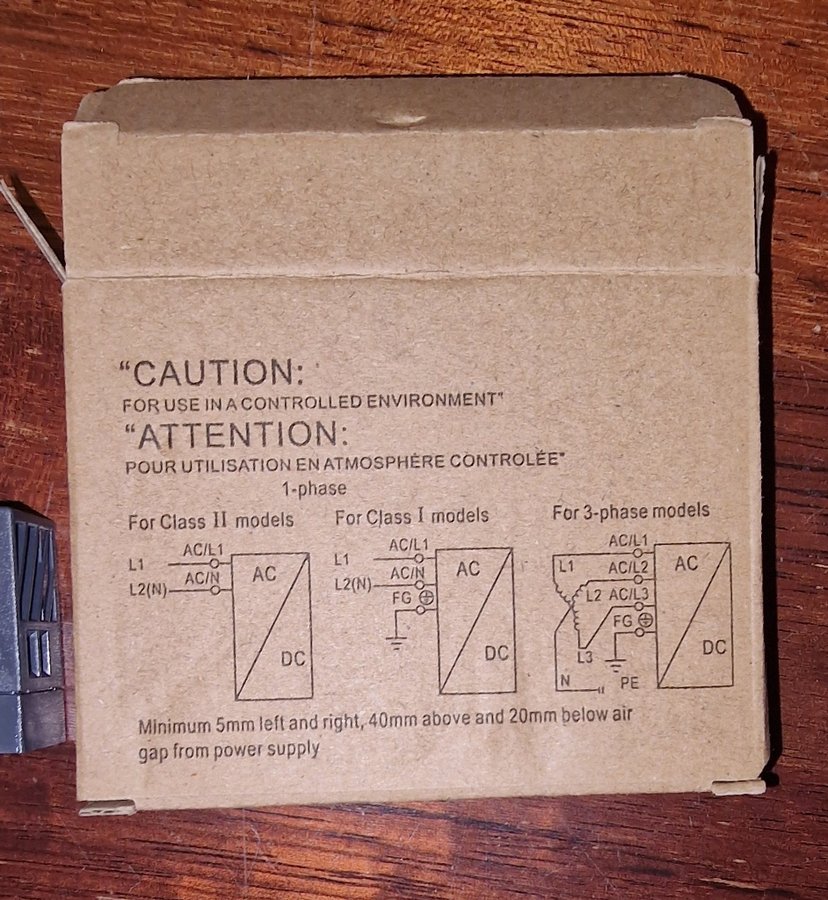 “CAUTION:
FOR USE IN A CONTROLLED ENVIRONMENT”
“ATTENTION:
POUR UTILISATION EN ATMOSPHÈRE CONTROLÉE”
1-phase
For Class II models
L1
AC/L1
L2(N)
AC/N
AC
DC
For Class I models
L1
AC/L1
L2(N)
AC/N
FG
AC
DC
For 3-phase models
AC/L1
L1
AC/L2
L2
AC/L3
FG
L3
N
PE
AC
DC
Minimum 5mm left and right, 40mm above and 20mm below air
gap from power supply